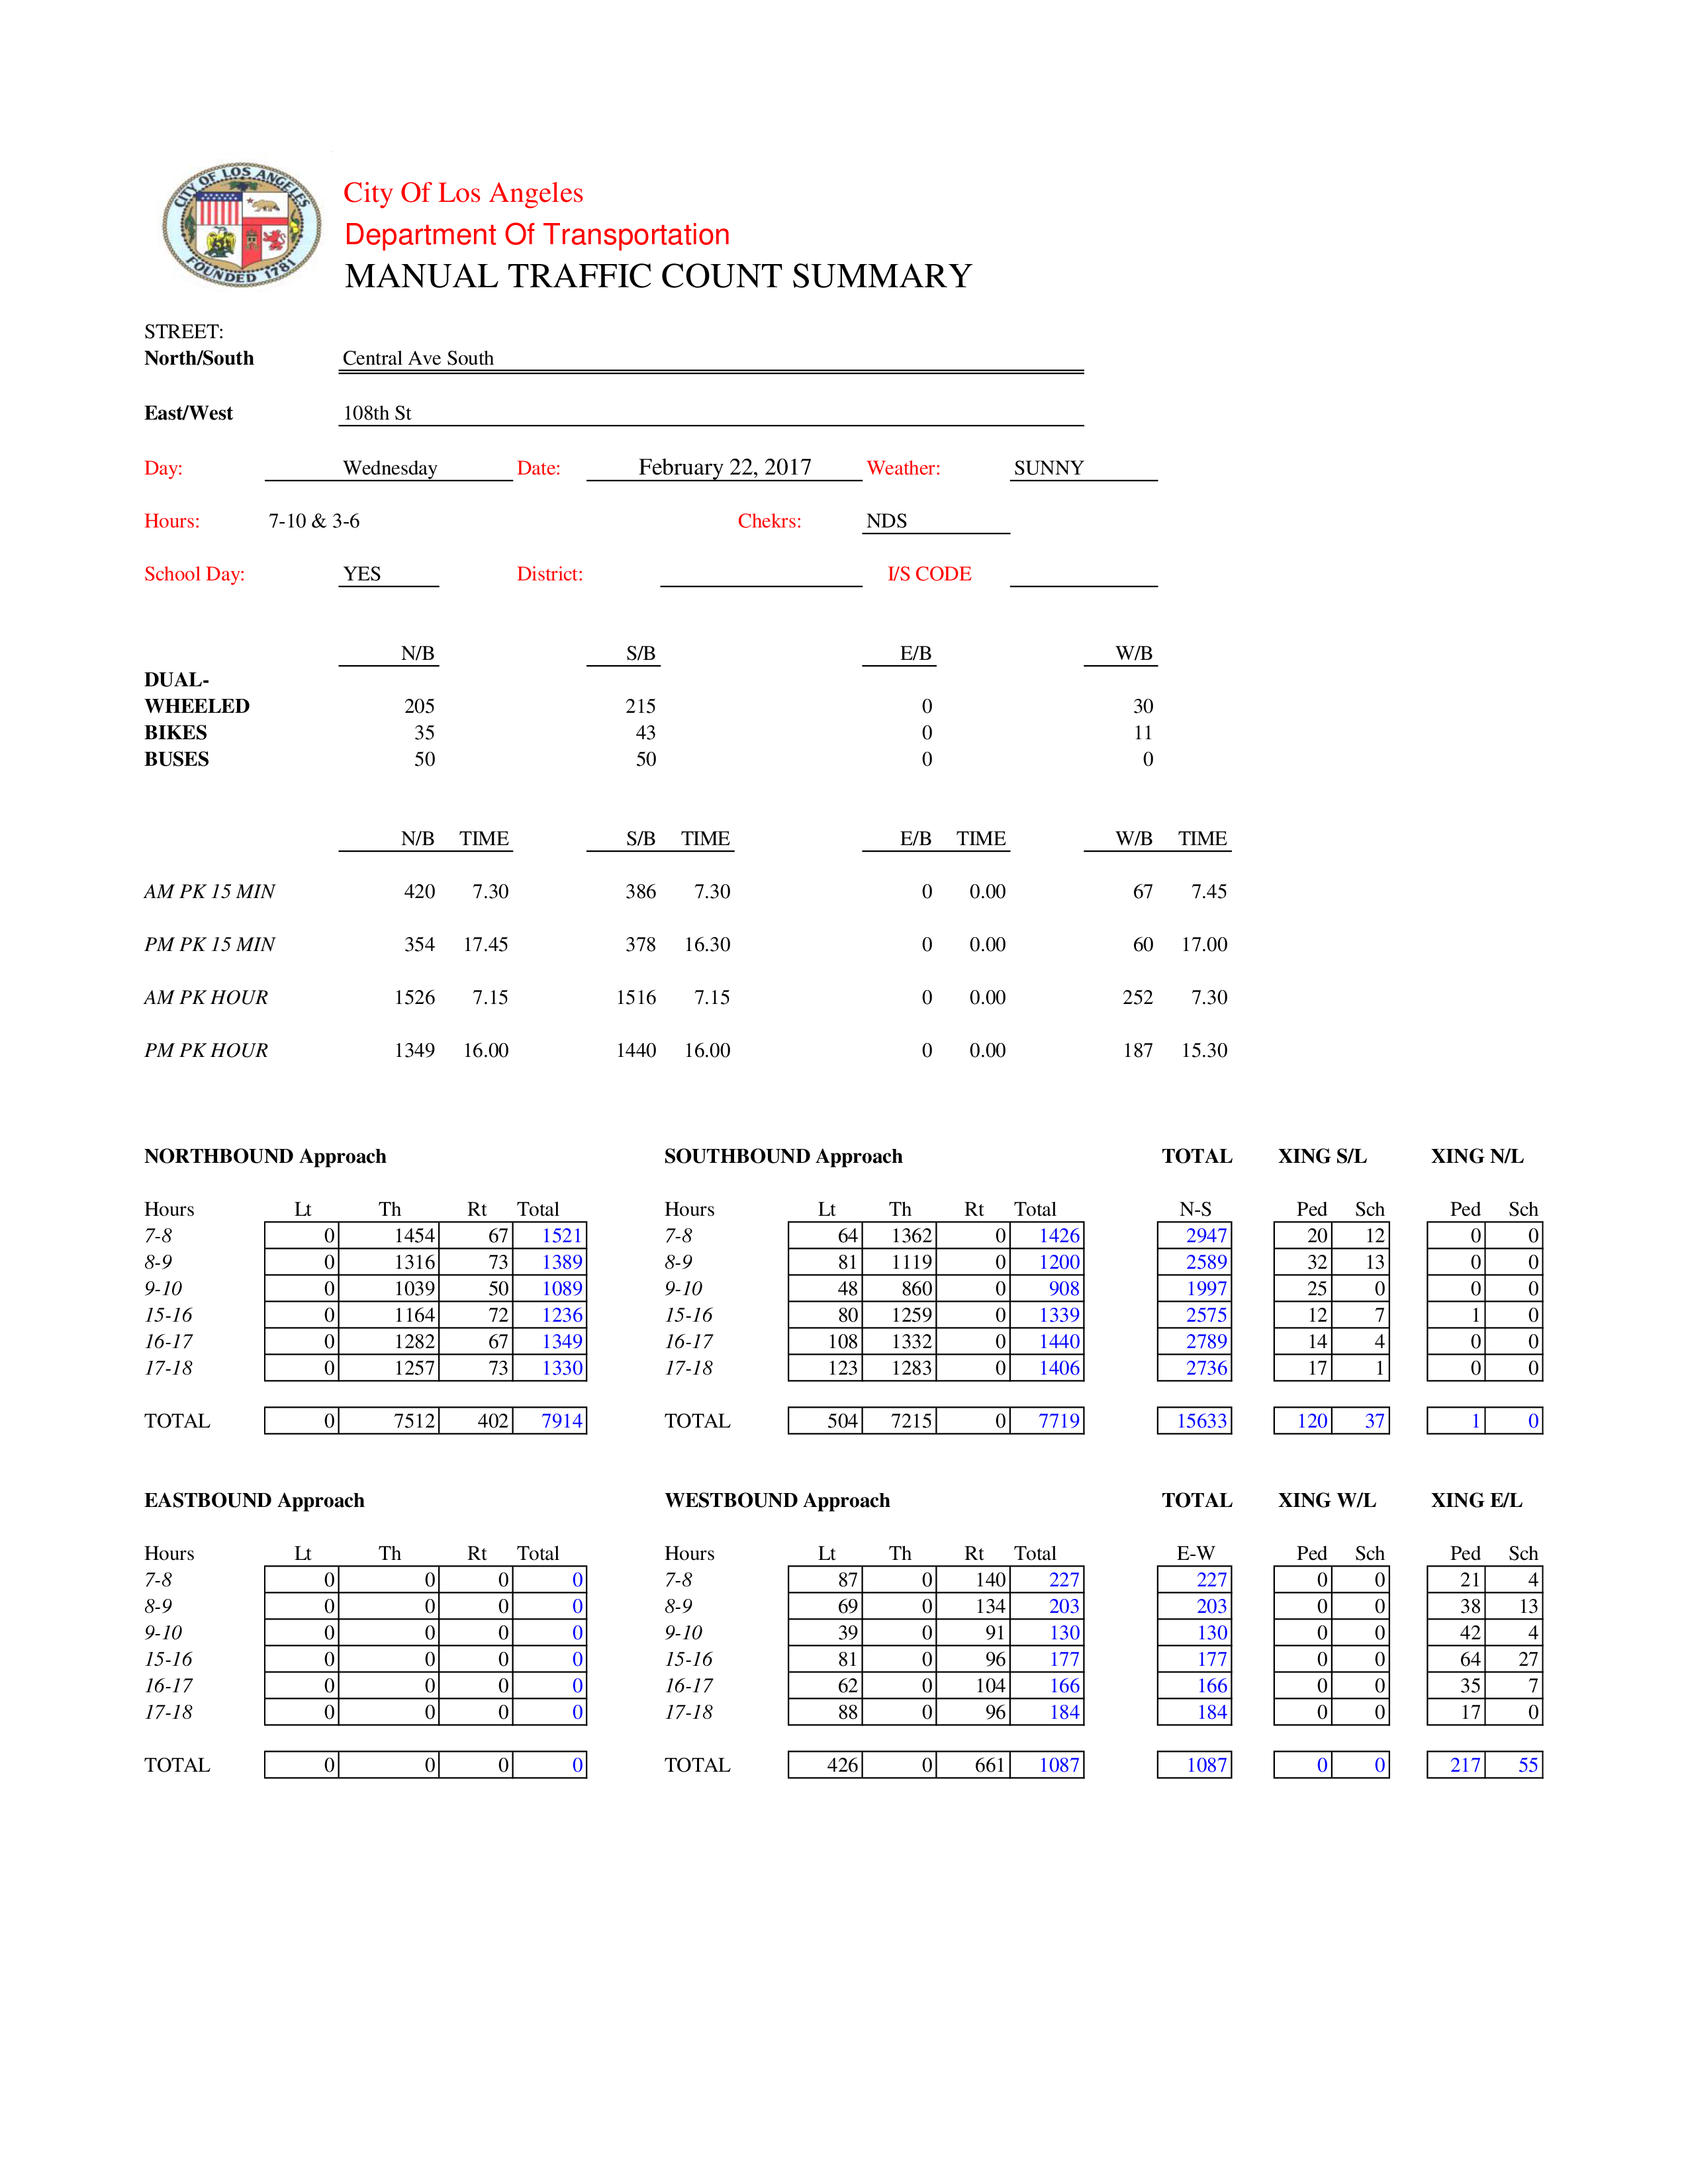 CITY OF LOS ANGELES
FOUNDED 1781
City Of Los Angeles
Department Of Transportation
MANUAL TRAFFIC COUNT SUMMARY
STREET:
North/South Central Ave South
East/West 108th St
Day: Wednesday Date: February 22, 2017 Weather: SUNNY
Hours: 7-10 & 3-6 Chekrs: NDS
School Day: YES District: I/S CODE
N/B S/B E/B W/B
DUAL-
WHEELED 205 215 0 30
BIKES 35 43 0 11
BUSES 50 50 0 0
N/B TIME S/B TIME E/B TIME W/B TIME
AM PK 15 MIN 420 7.30 386 7.30 0 0.00 67 7.45
PM PK 15 MIN 354 17.45 378 16.30 0 0.00 60 17.00
AM PK HOUR 1526 7.15 1516 7.15 0 0.00 252 7.30
PM PK HOUR 1349 16.00 1440 16.00 0 0.00 187 15.30
NORTHBOUND Approach SOUTHBOUND Approach TOTAL XING S/L XING N/L
Hours Lt Th Rt Total Hours Lt Th Rt Total N-S Ped Sch Ped Sch
7-8 0 1454 67 1521 7-8 64 1362 0 1426 2947 20 12 0 0
8-9 0 1316 73 1389 8-9 81 1119 0 1200 2589 32 13 0 0
9-10 0 1039 50 1089 9-10 48 860 0 908 1997 25 0 0 0
15-16 0 1164 72 1236 15-16 80 1259 0 1339 2575 12 7 1 0
16-17 0 1282 67 1349 16-17 108 1332 0 1440 2789 14 4 0 0
17-18 0 1257 73 1330 17-18 123 1283 0 1406 2736 17 1 0 0
TOTAL 0 7512 402 7914 TOTAL 504 7215 0 7719 15633 120 37 1 0
EASTBOUND Approach WESTBOUND Approach TOTAL XING W/L XING E/L
Hours Lt Th Rt Total Hours Lt Th Rt Total E-W Ped Sch Ped Sch
7-8 0 0 0 0 7-8 87 0 140 227 227 0 0 21 4
8-9 0 0 0 0 8-9 69 0 134 203 203 0 0 38 13
9-10 0 0 0 0 9-10 39 0 91 130 130 0 0 42 4
15-16 0 0 0 0 15-16 81 0 96 177 177 0 0 64 27
16-17 0 0 0 0 16-17 62 0 104 166 166 0 0 35 7
17-18 0 0 0 0 17-18 88 0 96 184 184 0 0 17 0
TOTAL 0 0 0 0 TOTAL 426 0 661 1087 1087 0 0 217 55